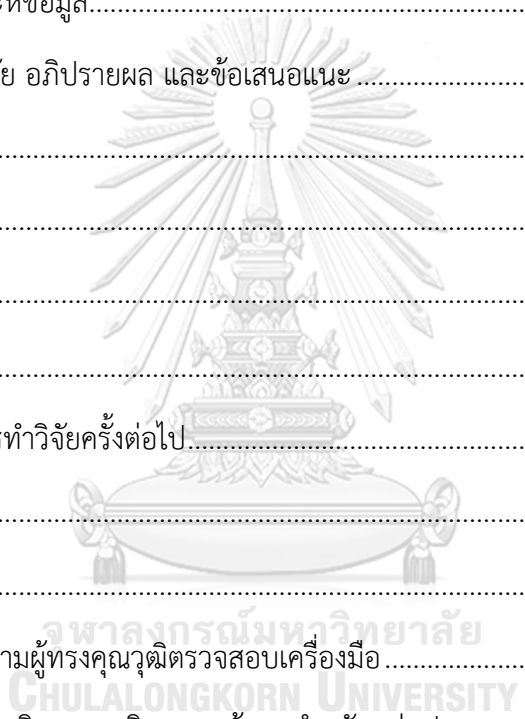 ะห์ข้อมูล
ัย อภิปรายผล และข้อเสนอแนะ
รทำวิจัยครั้งต่อไป
จุฬาลงกรณ์มหาวิทยาลัย
ามผู้ทรงคุณวุฒิตรวจสอบเครื่องมือ
CHULALONGKORN UNIVERSITY